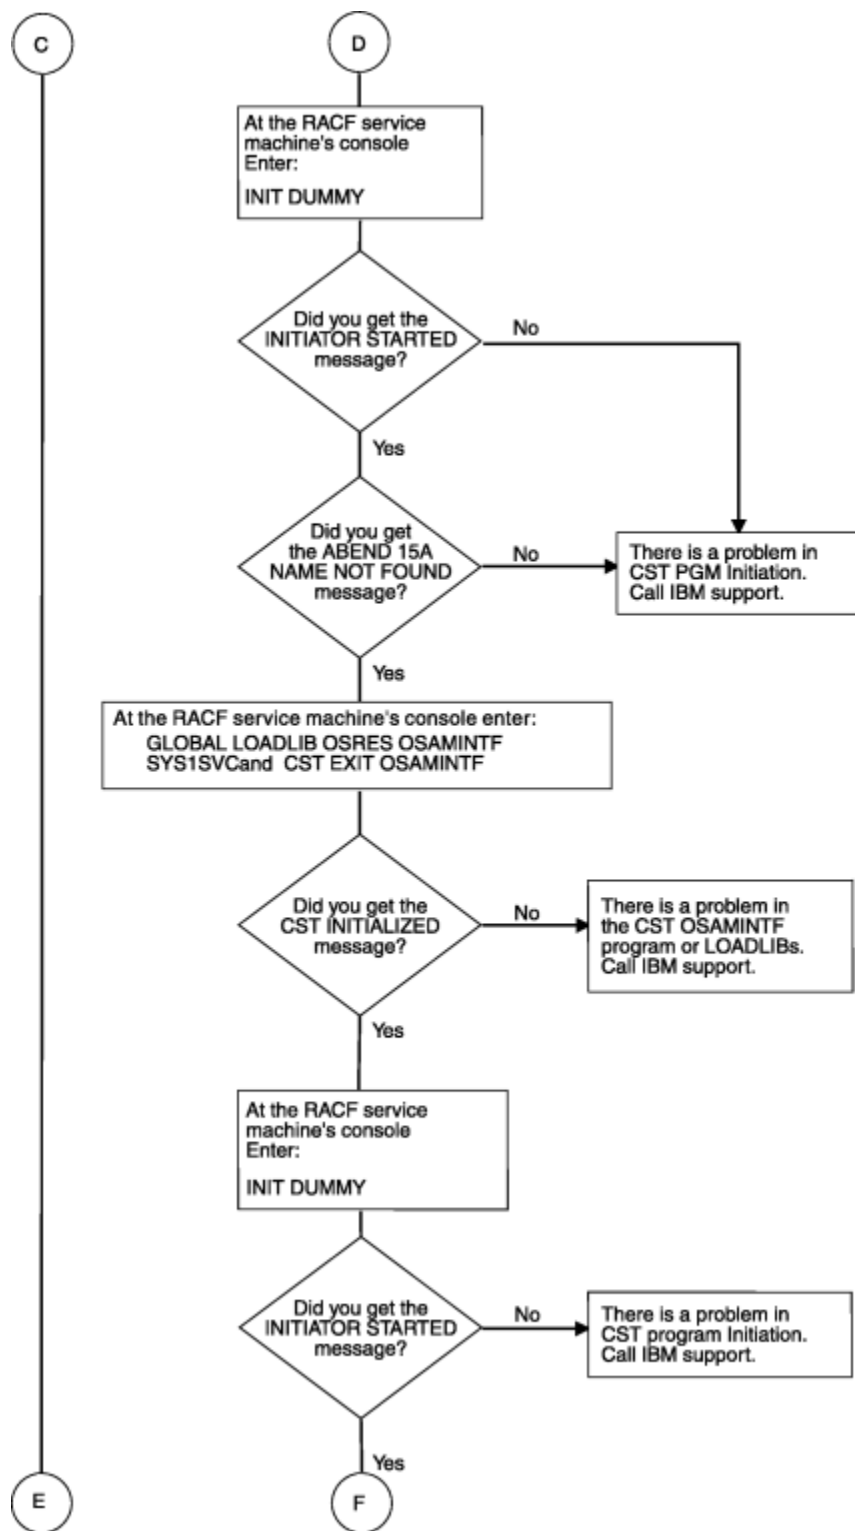 C
D
At the RACF service
machine's console
Enter:
INIT DUMMY
Did you get the
INITIATOR STARTED
message?
No
Yes
Did you get
the ABEND 15A
NAME NOT FOUND
message?
No
There is a problem in
CST PGM Initiation.
Call IBM support.
Yes
At the RACF service machine's console enter:
GLOBAL LOADLIB OSRES OSAMINTF
SYS1SVCand CST EXIT OSAMINTF
Did you get the
CST INITIALIZED
message?
No
There is a problem in
the CST OSAMINTF
program or LOADLIBs.
Call IBM support.
Yes
At the RACF service
machine's console
Enter:
INIT DUMMY
Did you get the
INITIATOR STARTED
message?
No
There is a problem in
CST program Initiation.
Call IBM support.
Yes
E
F